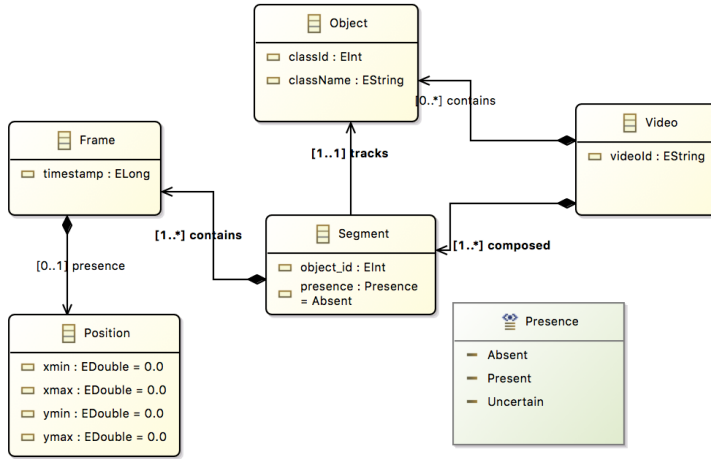 Object
classId : EInt
className : EString
[0..*] contains
Video
videoId : EString
Frame
timestamp : ELong
[1..1] tracks
[1..*] contains
Segment
object_id : EInt
presence : Presence
= Absent
[1..*] composed
[0..1] presence
Position
xmin : EDouble = 0.0
xmax : EDouble = 0.0
ymin : EDouble = 0.0
ymax : EDouble = 0.0
Presence
Absent
Present
Uncertain